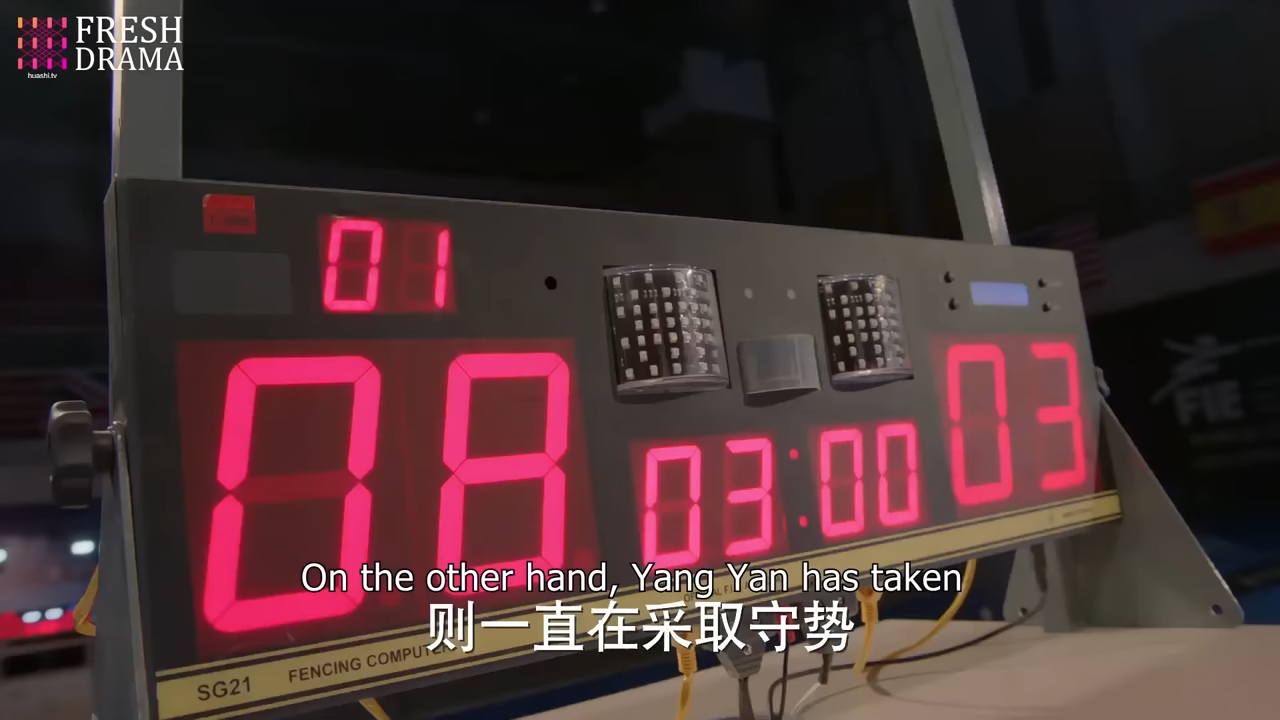 FRESH
DRAMA
huashi.tv
01
08
03:00
03
FIE
On the other hand, Yang Yan has taken
则一直在采取守势
SG21
FENCING COMPUTER